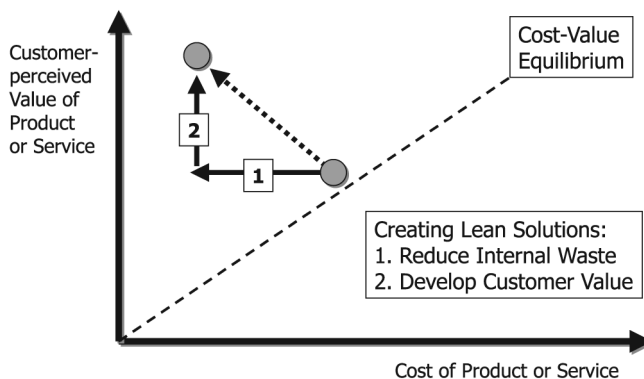 Customer-
perceived
Value of
Product
or Service
Cost-Value
Equilibrium
2
1
Creating Lean Solutions:
1. Reduce Internal Waste
2. Develop Customer Value
Cost of Product or Service